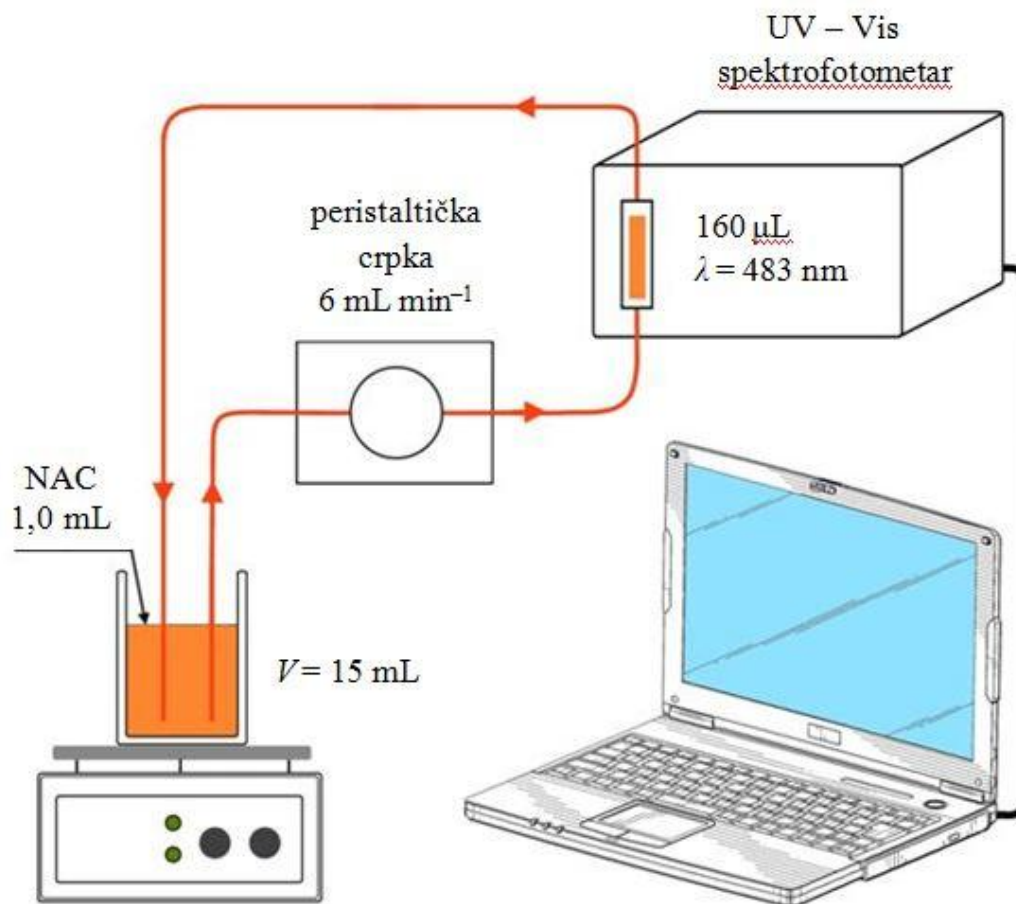 UV – Vis
spektrofotometar
peristaltička
crpka
6 mL min⁻¹
160 µL
λ = 483 nm
NAC
1,0 mL
V = 15 mL